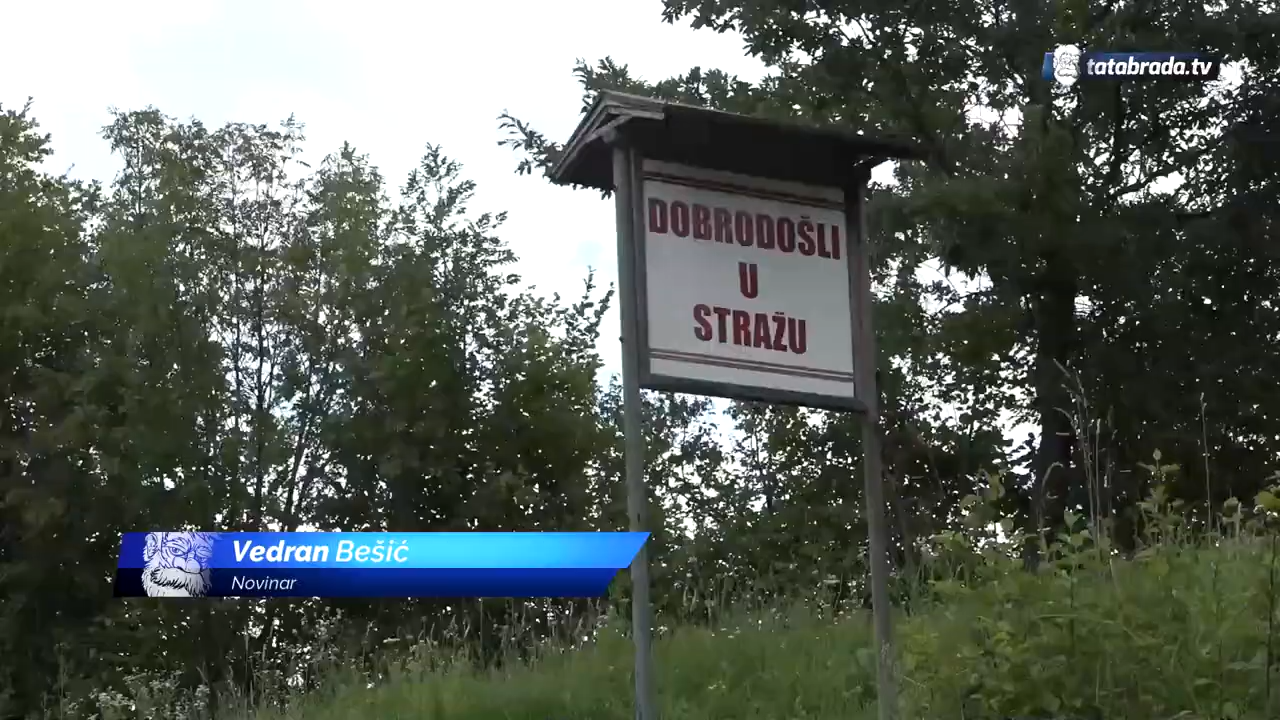 tatabrada.tv
DOBRODOŠLI
U
STRAŽU
Vedran Bešić
Novinar